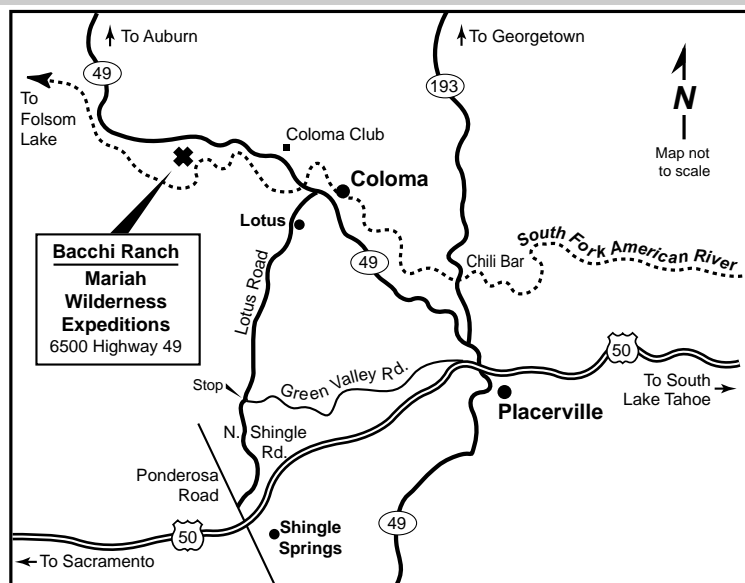 To Auburn
To Georgetown
49
193
To
Folsom
Lake
N
Map not
to scale
Coloma Club
Coloma
Lotus
South Fork American River
Chili Bar
Bacchi Ranch
Mariah
Wilderness
Expeditions
6500 Highway 49
Lotus Road
49
50
Green Valley Rd.
To South
Lake Tahoe
Stop
Placerville
N. Shingle
Rd.
Ponderosa
Road
49
50
Shingle
Springs
To Sacramento